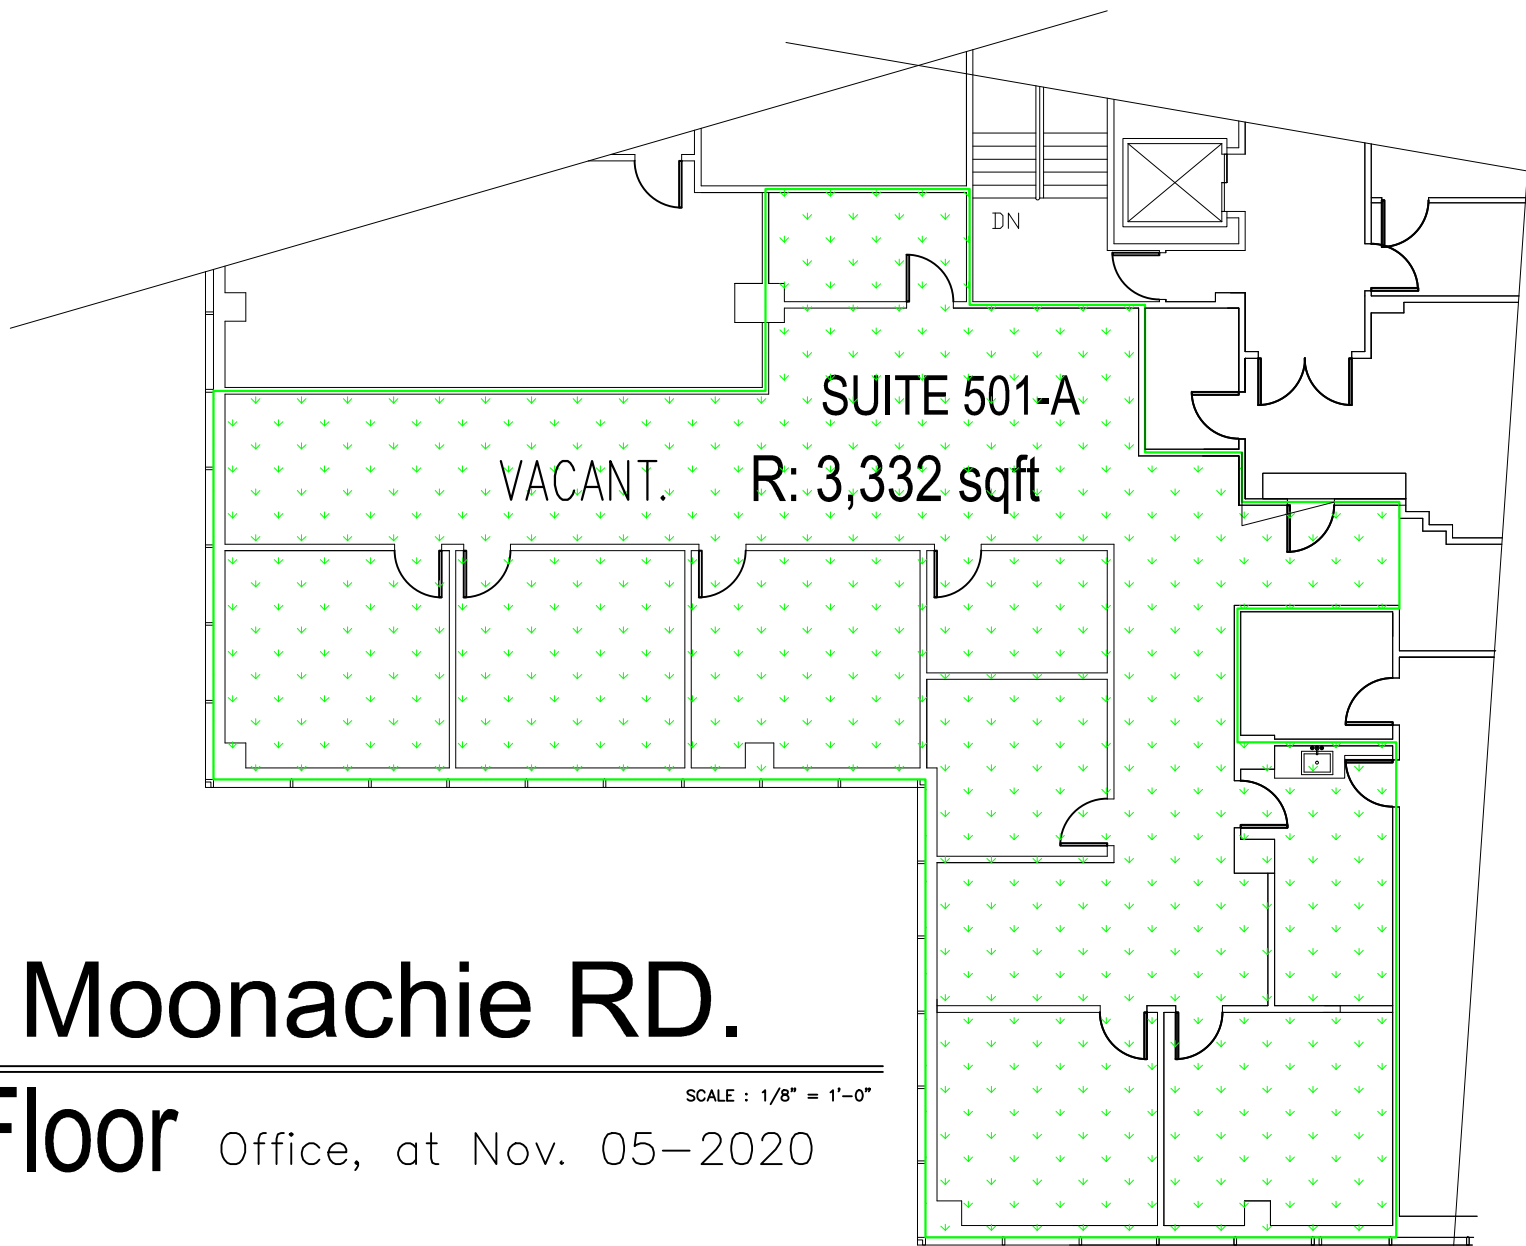 DN
SUITE 501-A
VACANT.
R: 3,332 sqft
Moonachie RD.
SCALE : 1/8" = 1'-0"
Floor
Office, at Nov. 05-2020